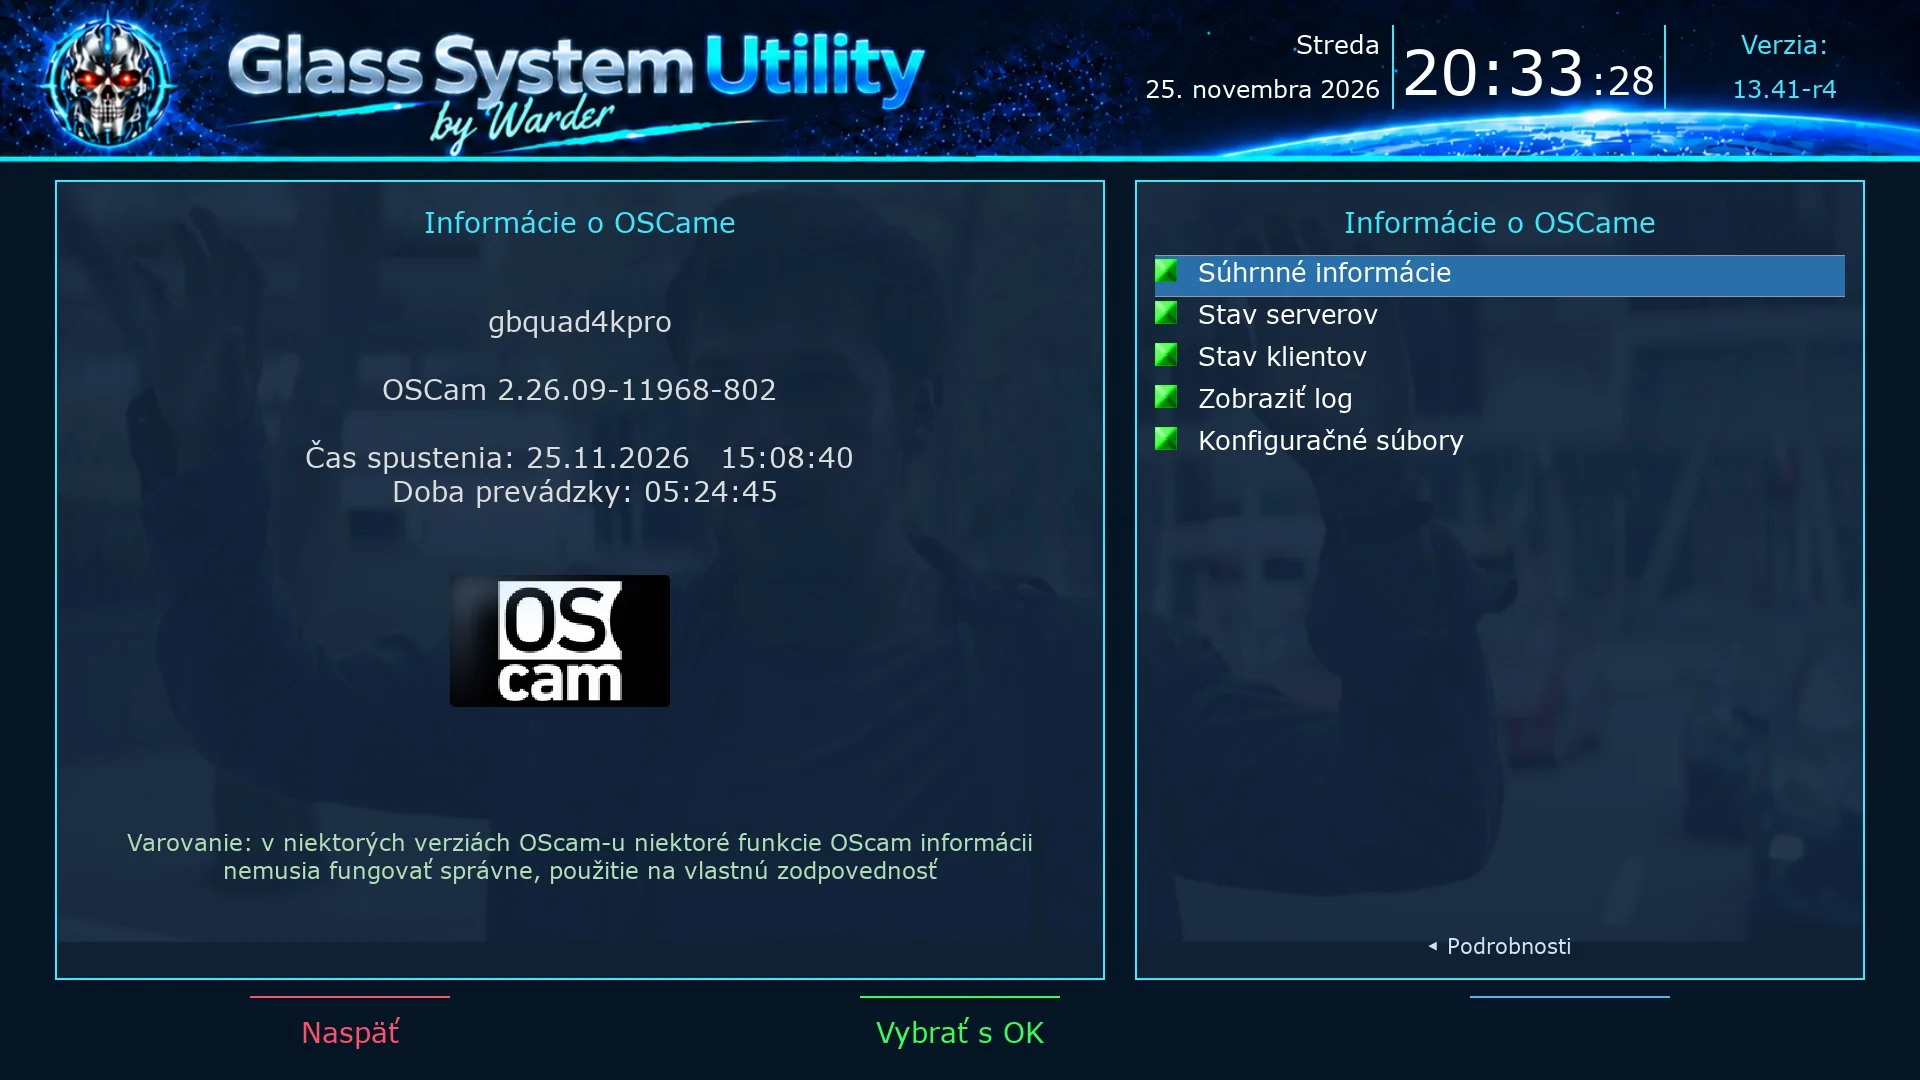 Glass System Utility
by Warder
Streda
25. novembra 2026
20:33:28
Verzia:
13.41-r4
Informácie o OSCame
gbquad4kpro
OSCam 2.26.09-11968-802
Čas spustenia: 25.11.2026 15:08:40
Doba prevádzky: 05:24:45
OS
cam
Varovanie: v niektorých verziách OScam-u niektoré funkcie OScam informácii
nemusia fungovať správne, použitie na vlastnú zodpovednosť
Informácie o OSCame
Súhrnné informácie
Stav serverov
Stav klientov
Zobraziť log
Konfiguračné súbory
Podrobnosti
Naspäť
Vybrať s OK